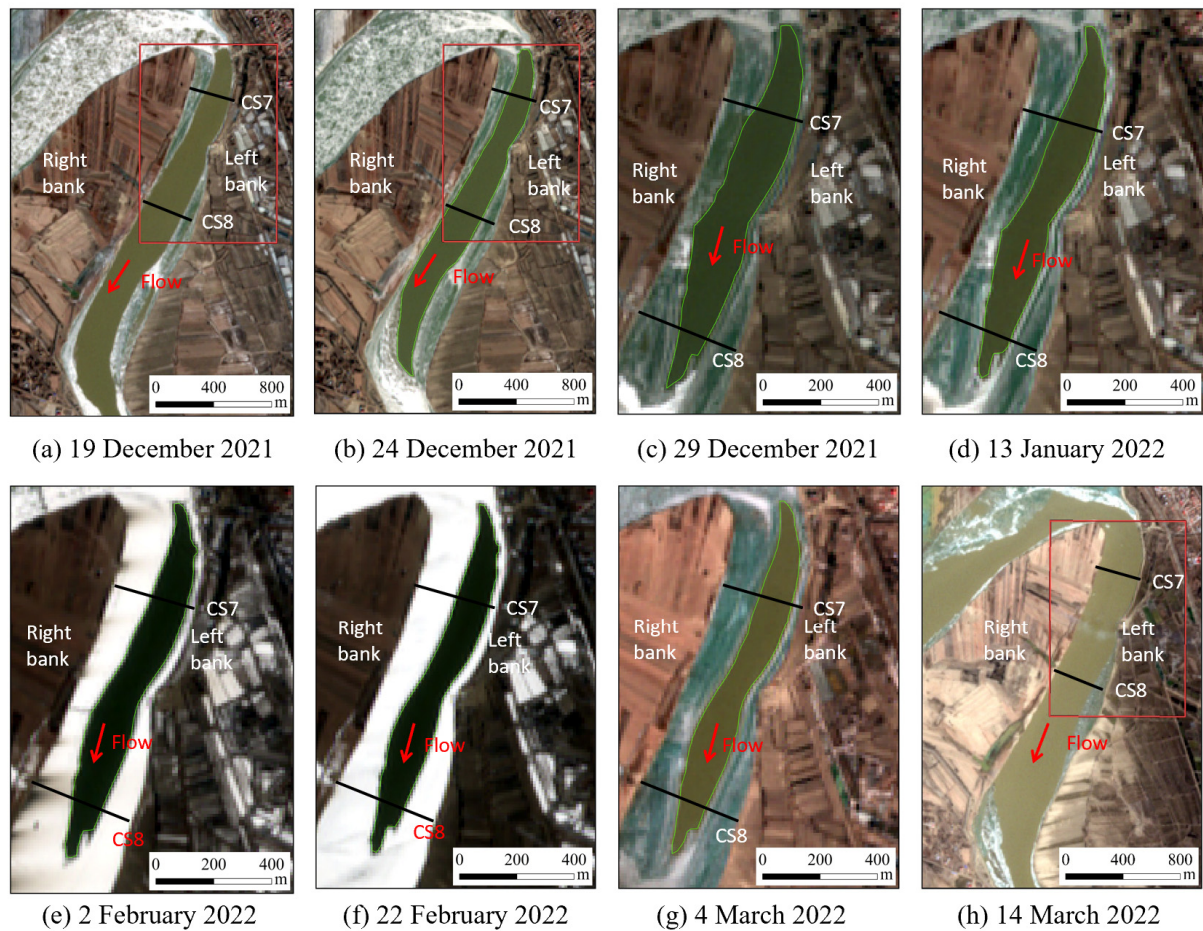 CS7
Right
bank
Left
bank
CS8
Flow
0 400 800
m
(a) 19 December 2021
CS7
Right
bank
Left
bank
CS8
Flow
0 400 800
m
(b) 24 December 2021
CS7
Right
bank
Left
bank
Flow
CS8
0 200 400
m
(c) 29 December 2021
CS7
Right
bank
Left
bank
Flow
CS8
0 200 400
m
(d) 13 January 2022
CS7
Right
bank
Left
bank
Flow
CS8
0 200 400
m
(e) 2 February 2022
CS7
Right
bank
Left
bank
Flow
CS8
0 200 400
m
(f) 22 February 2022
CS7
Right
bank
Left
bank
Flow
CS8
0 200 400
m
(g) 4 March 2022
CS7
Right
bank
Left
bank
CS8
Flow
0 400 800
m
(h) 14 March 2022